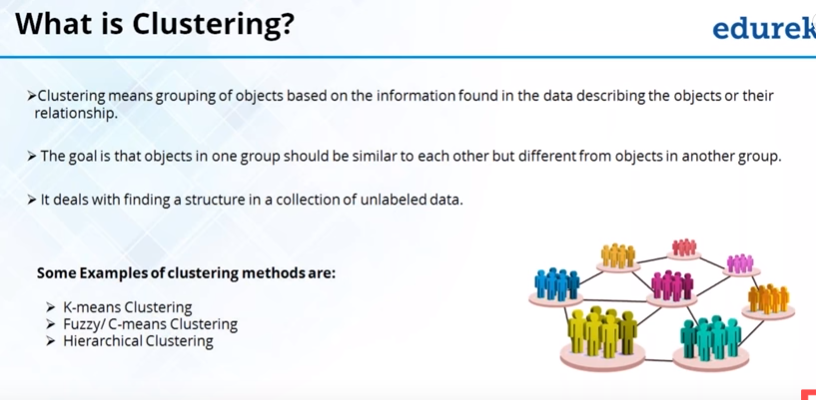 What is Clustering?
edurek
➢Clustering means grouping of objects based on the information found in the data describing the objects or their
relationship.
➢ The goal is that objects in one group should be similar to each other but different from objects in another group.
➢ It deals with finding a structure in a collection of unlabeled data.
Some Examples of clustering methods are:
➢ K-means Clustering
➢ Fuzzy/ C-means Clustering
➢ Hierarchical Clustering